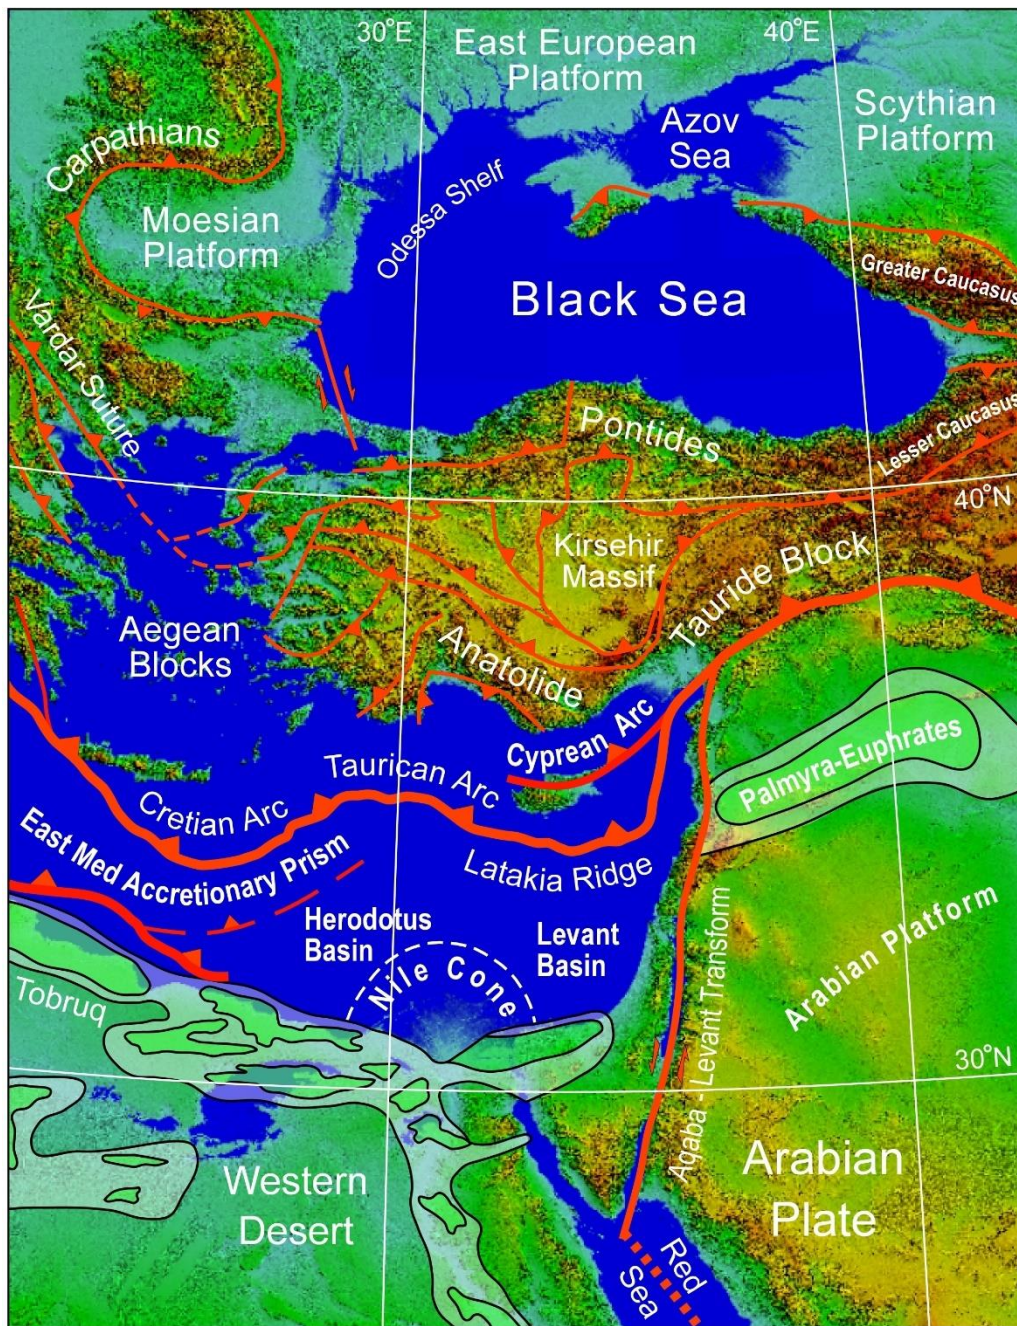 30°E
40°E
East European
Platform
Scythian
Platform
Azov
Sea
Carpathians
Odessa Shelf
Moesian
Platform
Greater Caucasus
Black Sea
Vardar Suture
Pontides
Lesser Caucasus
40°N
Kirsehir
Massif
Tauride Block
Aegean
Blocks
Anatolide
Cyprean Arc
Palmyra-Euphrates
Taurican Arc
Cretian Arc
East Med Accretionary Prism
Latakia Ridge
Herodotus
Basin
Levant
Basin
Arabian Platform
Nile Cone
Tobruq
Aqaba - Levant Transform
30°N
Western
Desert
Arabian
Plate
Red
Sea